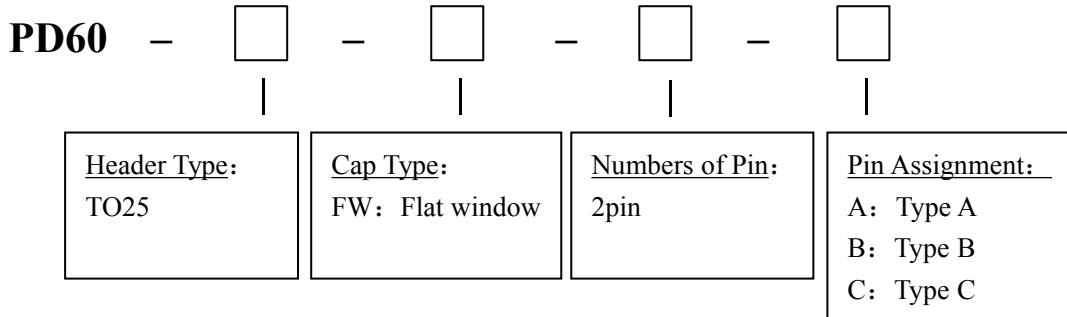 PD60 – □ – □ – □ – □
Header Type：
TO25
Cap Type：
FW：Flat window
Numbers of Pin：
2pin
Pin Assignment：
A：Type A
B：Type B
C：Type C